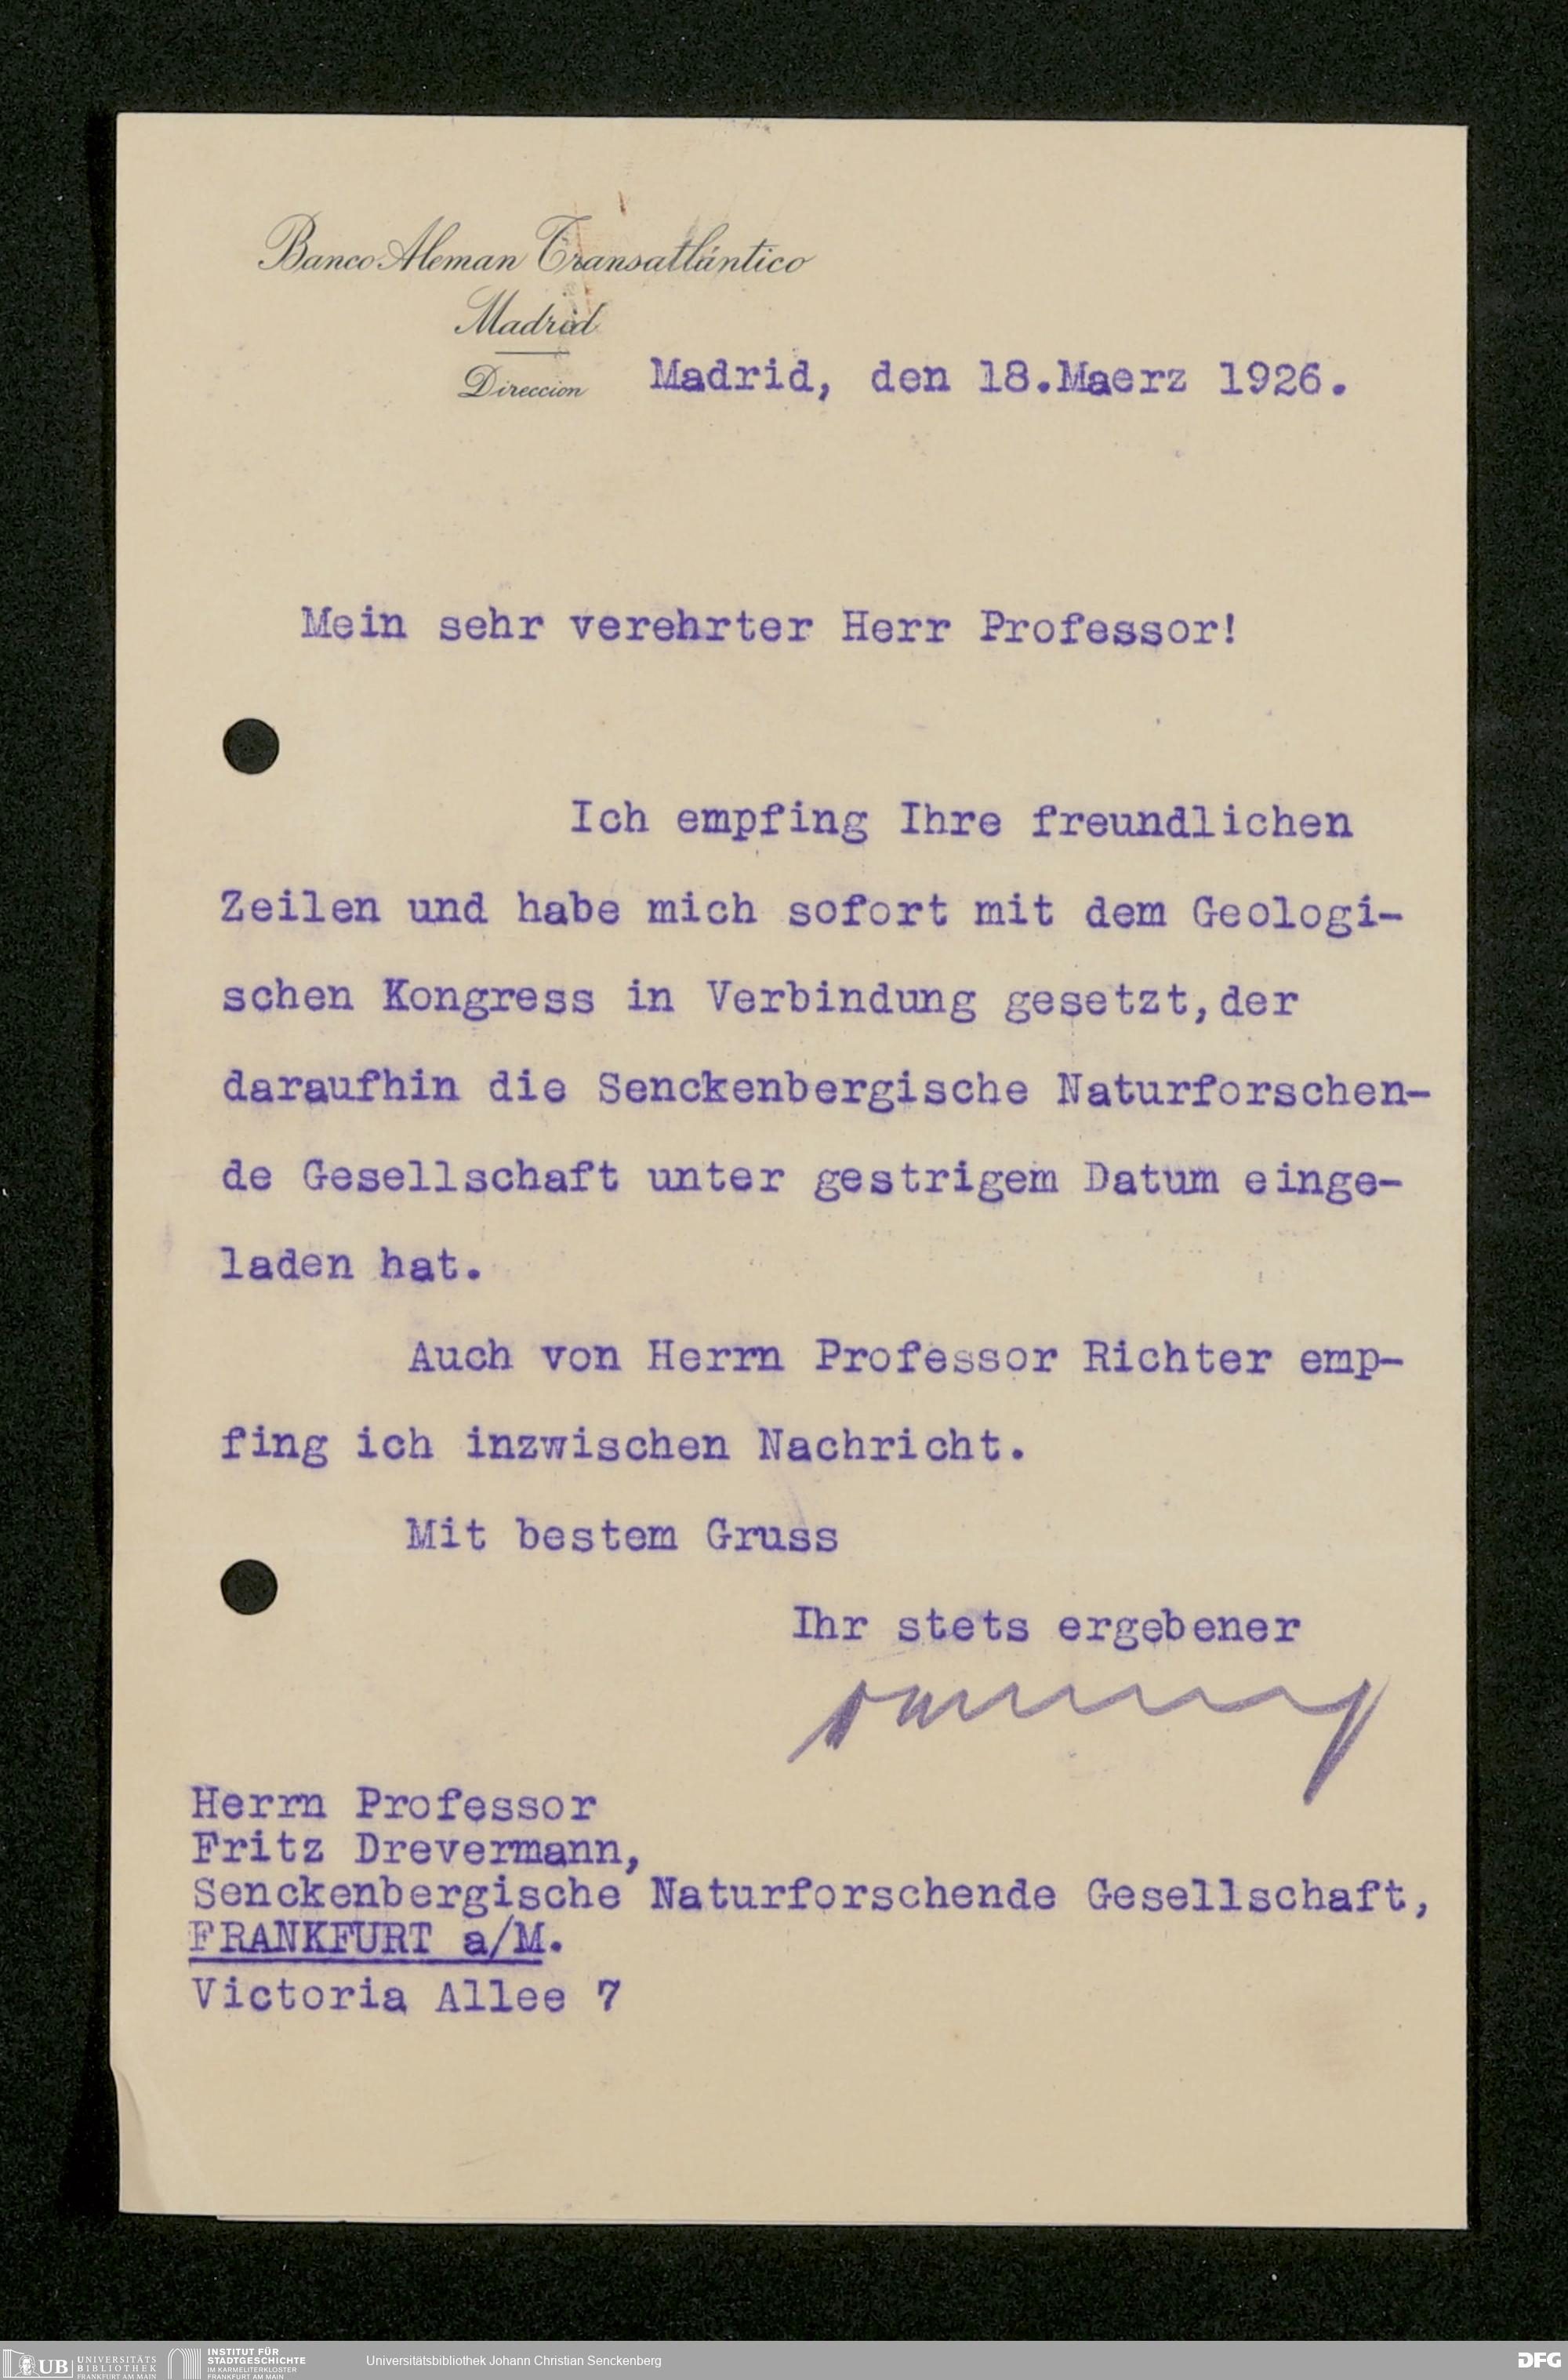 Banco Aleman Transatlántico
Madrid
Direccion
Madrid, den 18.Maerz 1926.
Mein sehr verehrter Herr Professor!
Ich empfing Ihre freundlichen
Zeilen und habe mich sofort mit dem Geologi-
schen Kongress in Verbindung gesetzt,der
daraufhin die Senckenbergische Naturforschen-
de Gesellschaft unter gestrigem Datum einge-
laden hat.
Auch von Herrn Professor Richter emp-
fing ich inzwischen Nachricht.
Mit bestem Gruss
Ihr stets ergebener
Herrn Professor
Fritz Drevermann,
Senckenbergische Naturforschende Gesellschaft,
FRANKFURT a/M.
Victoria Allee 7
UB UNIVERSITÄTS
BIBLIOTHEK
FRANKFURT AM MAIN
INSTITUT FÜR
STADTGESCHICHTE
IM KARMELITERKLOSTER
FRANKFURT AM MAIN
Universitätsbibliothek Johann Christian Senckenberg
DFG